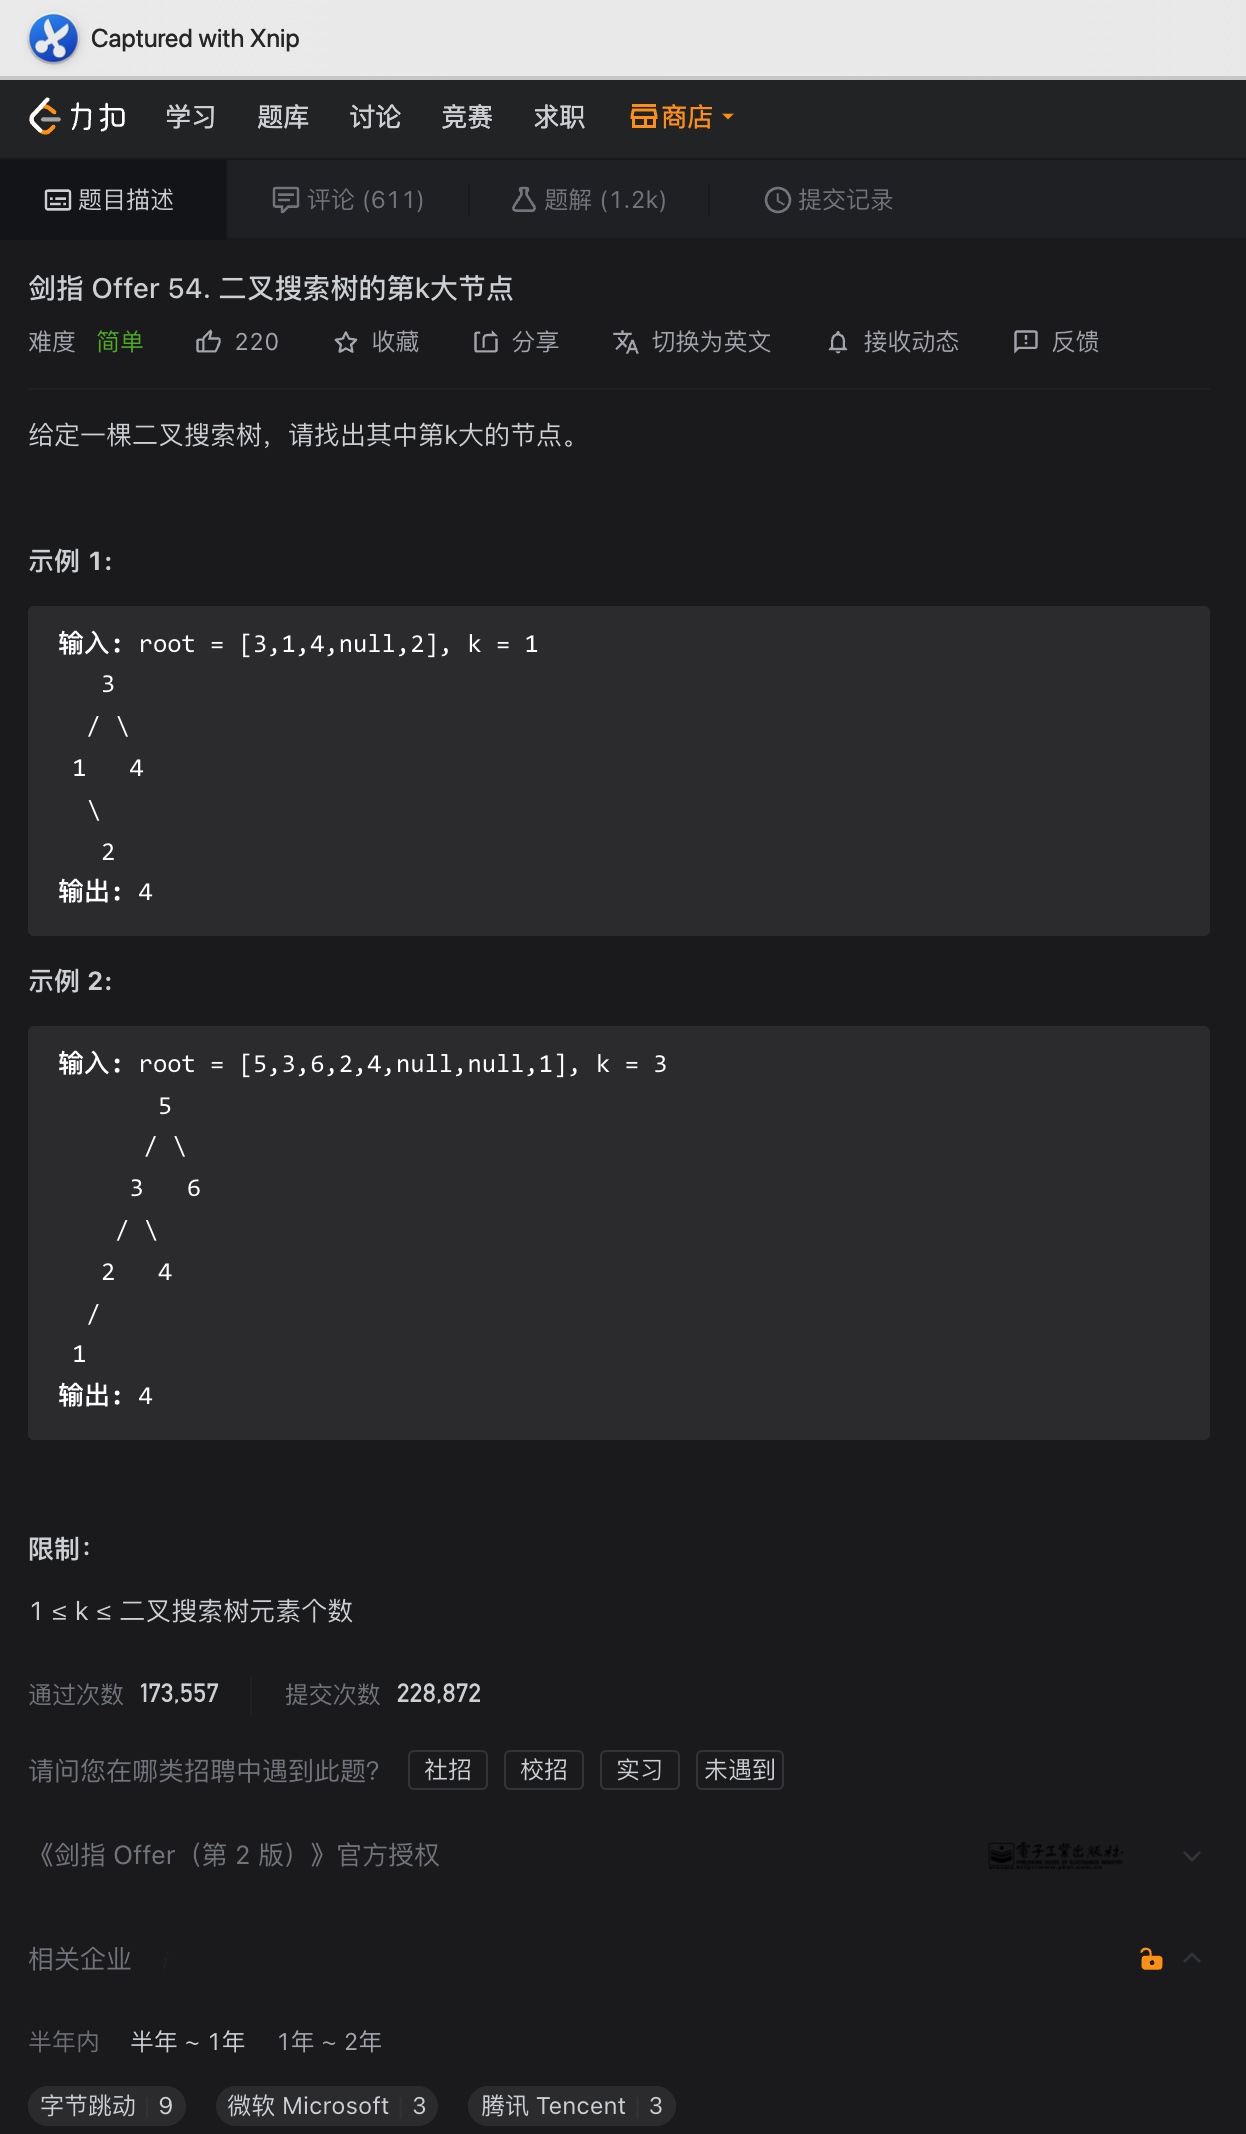 Captured with Xnip
力扣 学习 题库 讨论 竞赛 求职 商店
题目描述 评论 (611) 题解 (1.2k) 提交记录
剑指 Offer 54. 二叉搜索树的第k大节点
难度 简单 220 收藏 分享 切换为英文 接收动态 反馈
给定一棵二叉搜索树，请找出其中第k大的节点。
示例 1:
输入: root = [3,1,4,null,2], k = 1
3
/ \
1 4
\
2
输出: 4
示例 2:
输入: root = [5,3,6,2,4,null,null,1], k = 3
5
/ \
3 6
/ \
2 4
/
1
输出: 4
限制：
1 ≤ k ≤ 二叉搜索树元素个数
通过次数 173,557 提交次数 228,872
请问您在哪类招聘中遇到此题? 社招 校招 实习 未遇到
《剑指 Offer（第 2 版）》官方授权 電子工業出版社
相关企业
半年内 半年 ~ 1年 1年 ~ 2年
字节跳动 9 微软 Microsoft 3 腾讯 Tencent 3